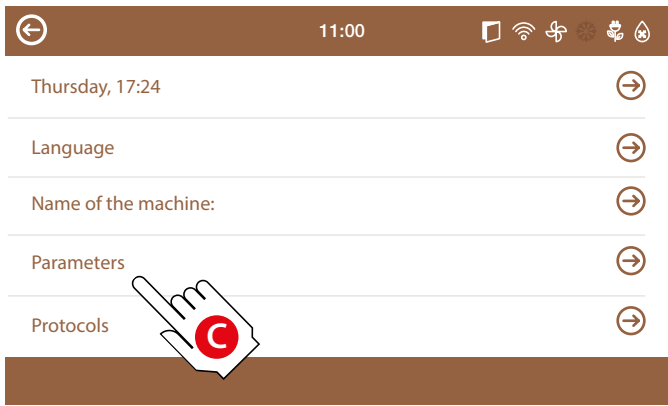 11:00
Thursday, 17:24
Language
Name of the machine:
Parameters
Protocols
C